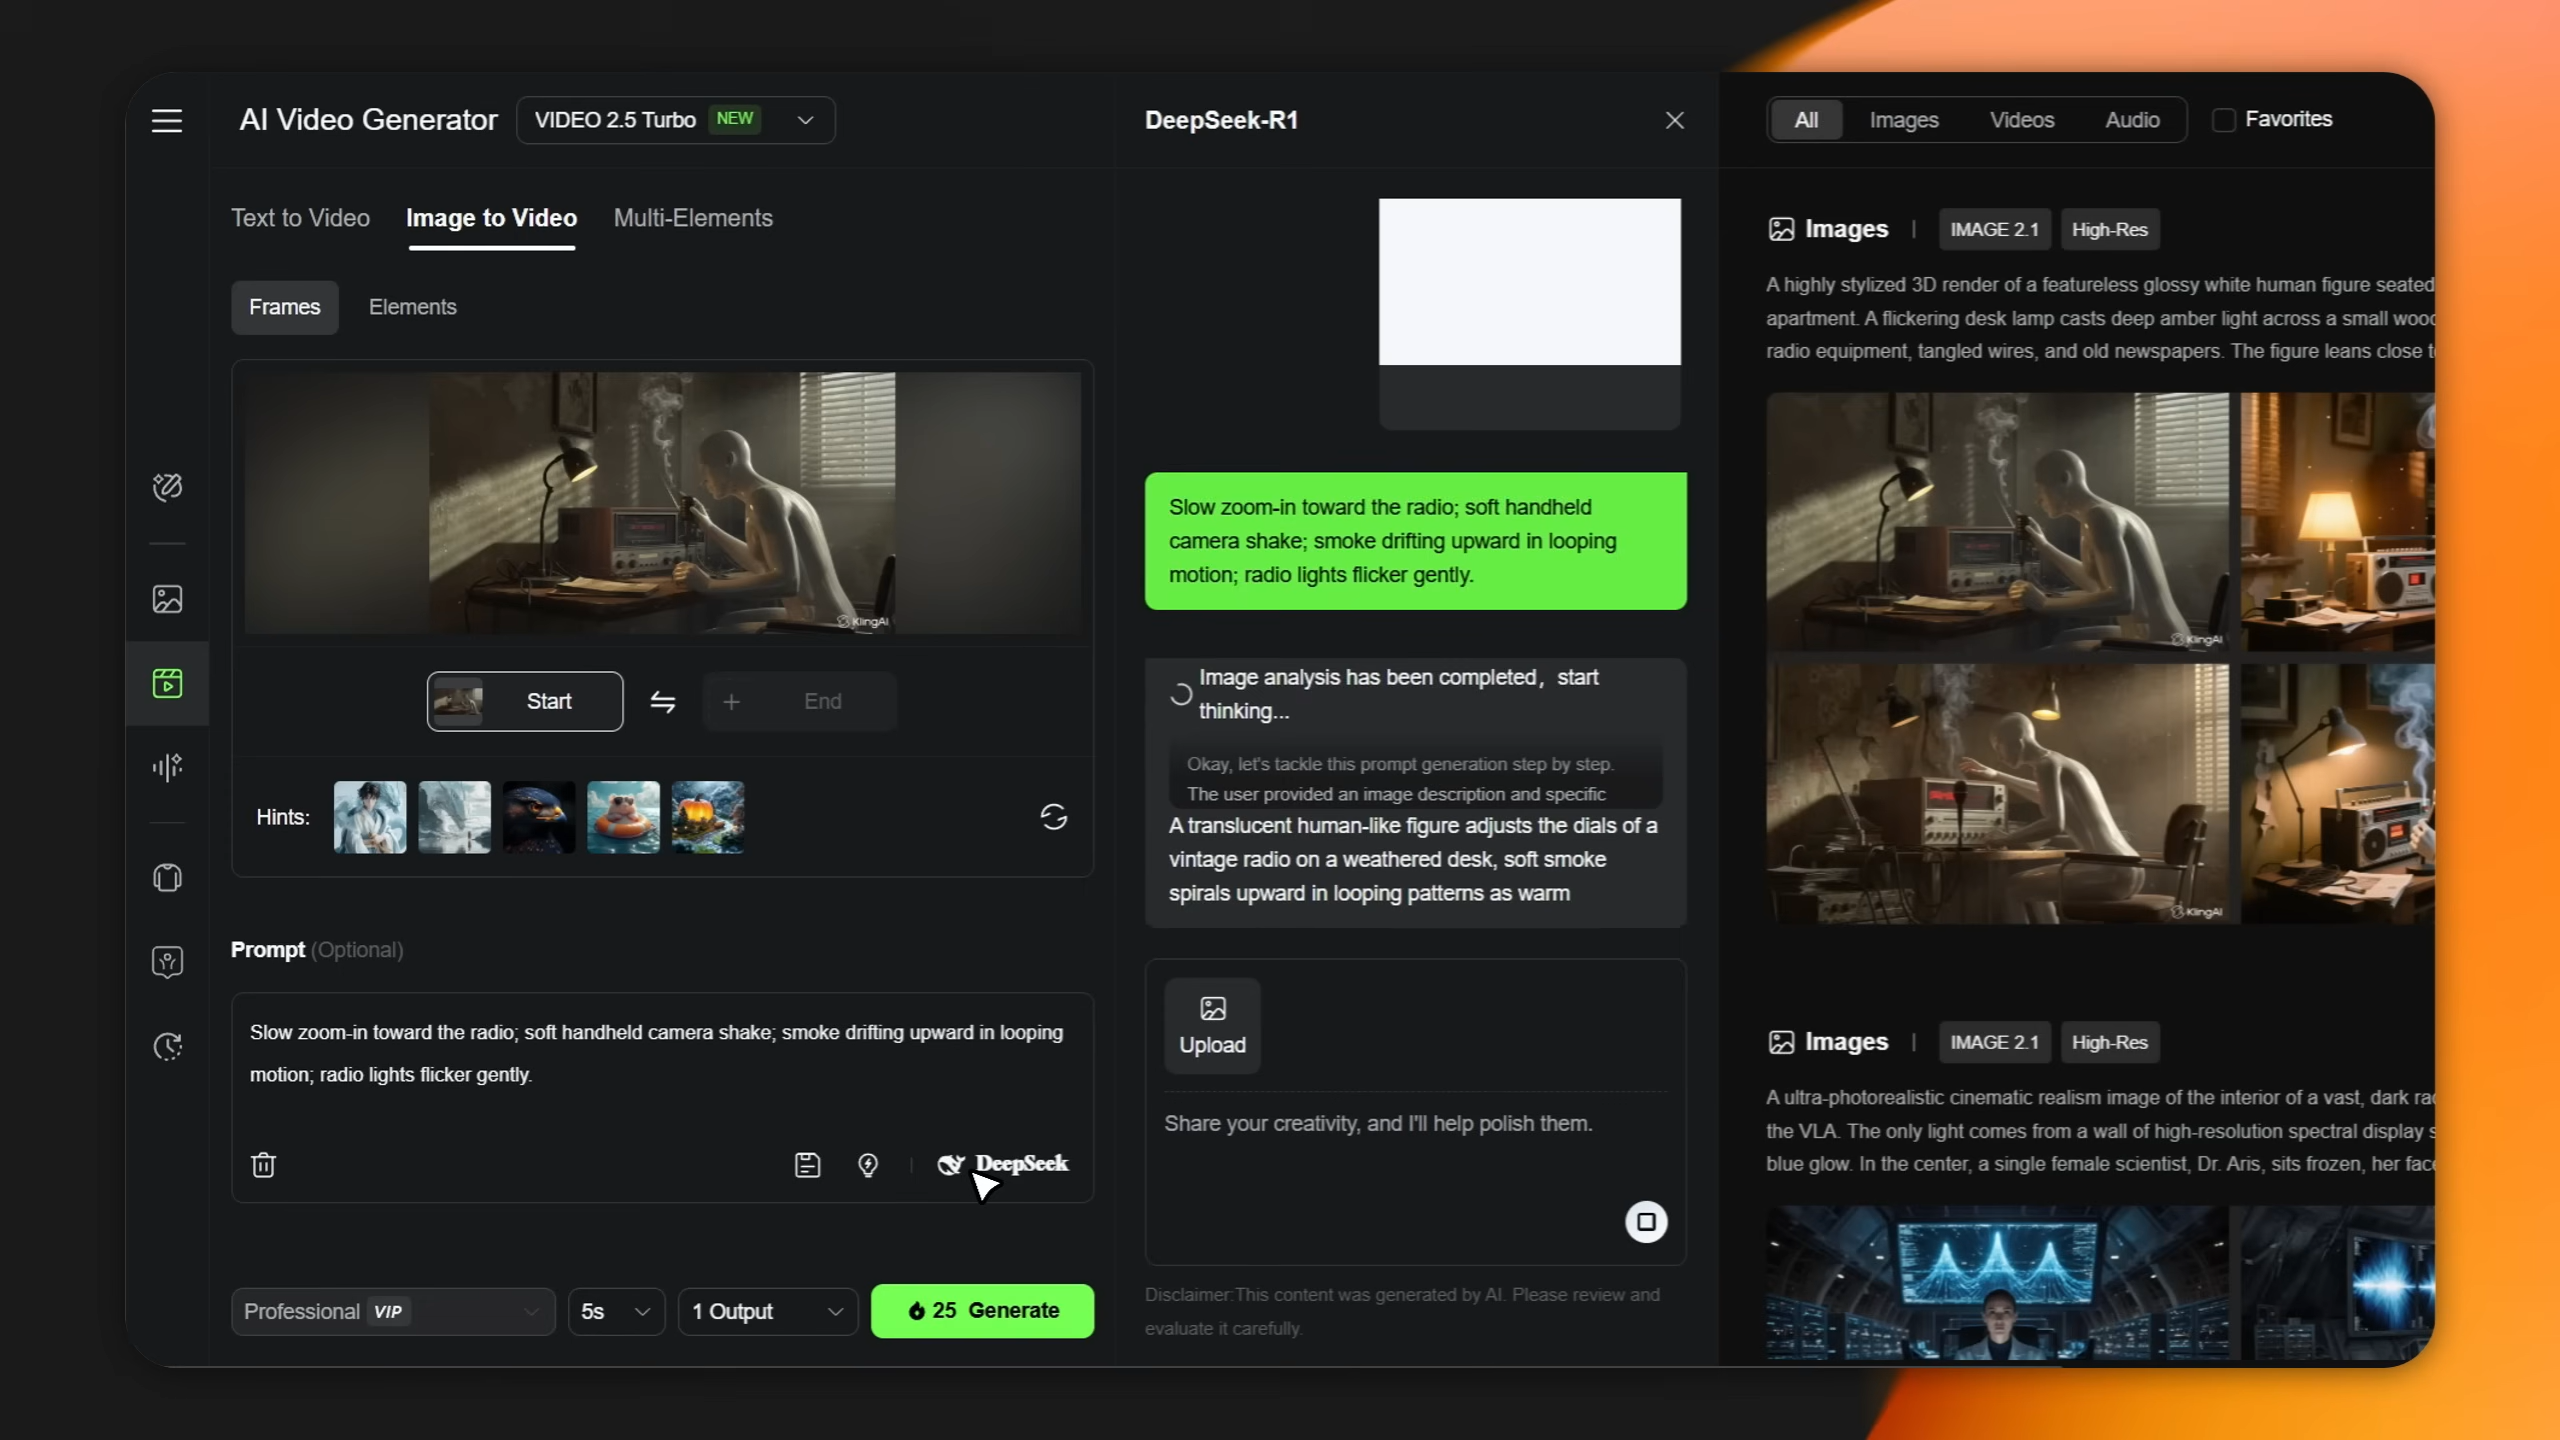 AI Video Generator
VIDEO 2.5 Turbo NEW
Text to Video
Image to Video
Multi-Elements
Frames
Elements
KlingAI
Start
End
Hints:
Prompt (Optional)
Slow zoom-in toward the radio; soft handheld camera shake; smoke drifting upward in looping
motion; radio lights flicker gently.
DeepSeek
Professional VIP
5s
1 Output
25 Generate
DeepSeek-R1
Slow zoom-in toward the radio; soft handheld
camera shake; smoke drifting upward in looping
motion; radio lights flicker gently.
Image analysis has been completed，start
thinking...
Okay, let's tackle this prompt generation step by step.
The user provided an image description and specific
A translucent human-like figure adjusts the dials of a
vintage radio on a weathered desk, soft smoke
spirals upward in looping patterns as warm
Upload
Share your creativity, and I'll help polish them.
Disclaimer:This content was generated by AI. Please review and
evaluate it carefully.
All
Images
Videos
Audio
Favorites
Images | IMAGE 2.1 High-Res
A highly stylized 3D render of a featureless glossy white human figure seated
apartment. A flickering desk lamp casts deep amber light across a small
radio equipment, tangled wires, and old newspapers. The figure leans close
KlingAI
KlingAI
Images | IMAGE 2.1 High-Res
A ultra-photorealistic cinematic realism image of the interior of a vast, dark
the VLA. The only light comes from a wall of high-resolution spectral display
blue glow. In the center, a single female scientist, Dr. Aris, sits frozen, her